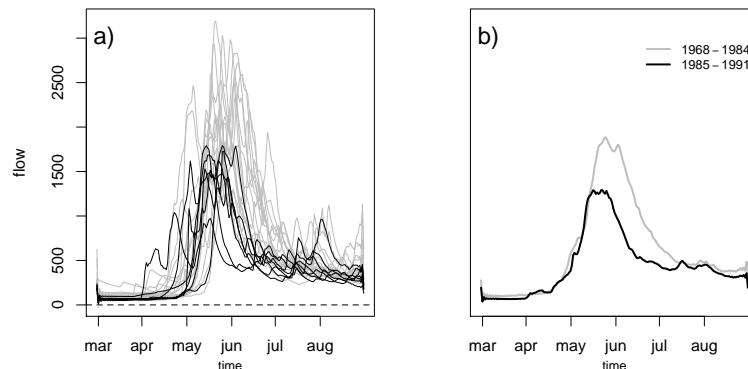 a)
flow
0
500
1500
2500
mar apr may jun jul aug
time
b)
1968 − 1984
1985 − 1991
mar apr may jun jul aug
time